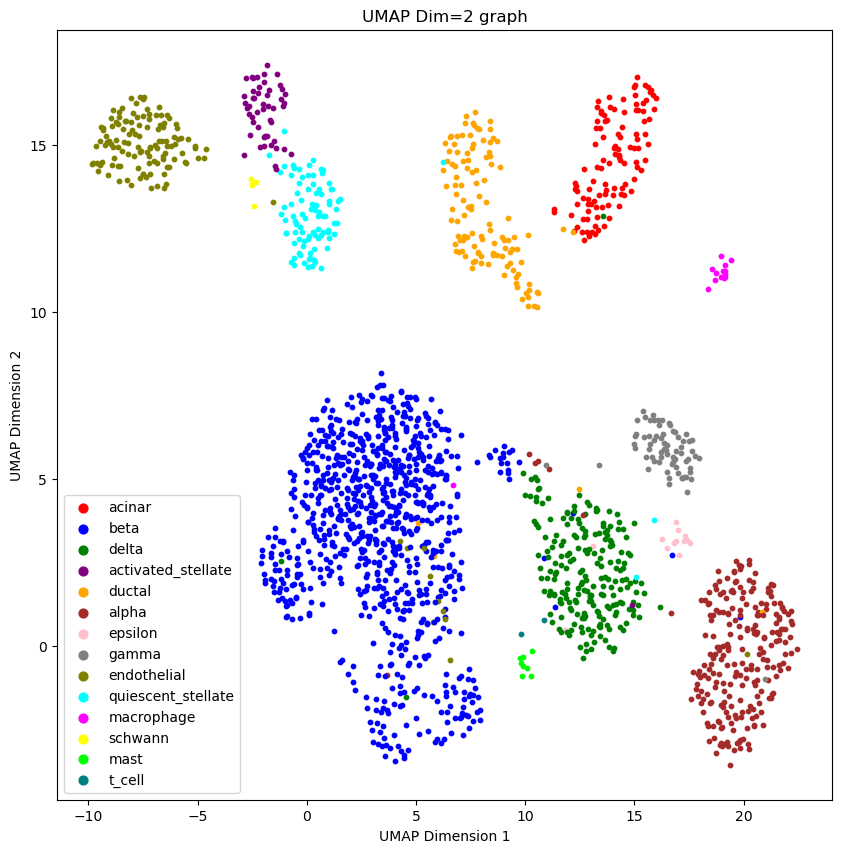 UMAP Dim=2 graph
UMAP Dimension 2
15
10
5
0
acinar
beta
delta
activated_stellate
ductal
alpha
epsilon
gamma
endothelial
quiescent_stellate
macrophage
schwann
mast
t_cell
−10
−5
0
5
10
15
20
UMAP Dimension 1